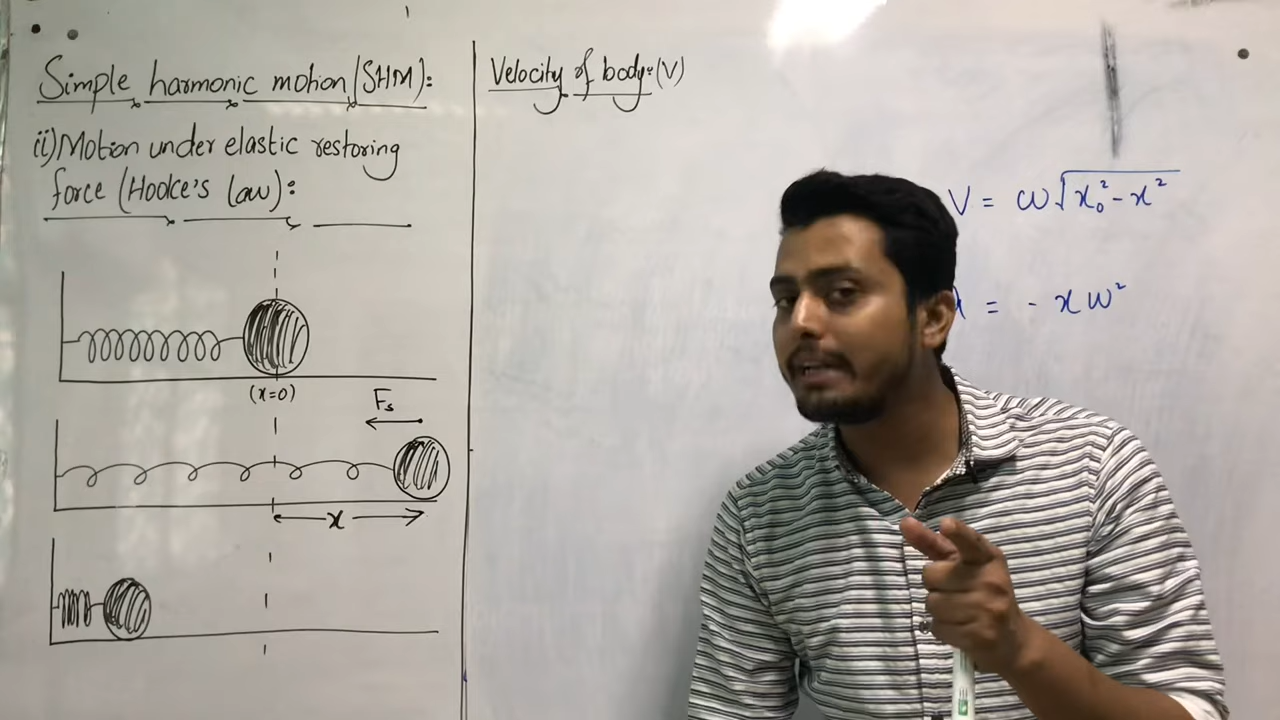 Simple harmonic motion (SHM):
ii) Motion under elastic restoring
force (Hooke's law):
(x=0)
Fs
x
Velocity of body:(V)
V = ω√x₀² - x²
= - xω²